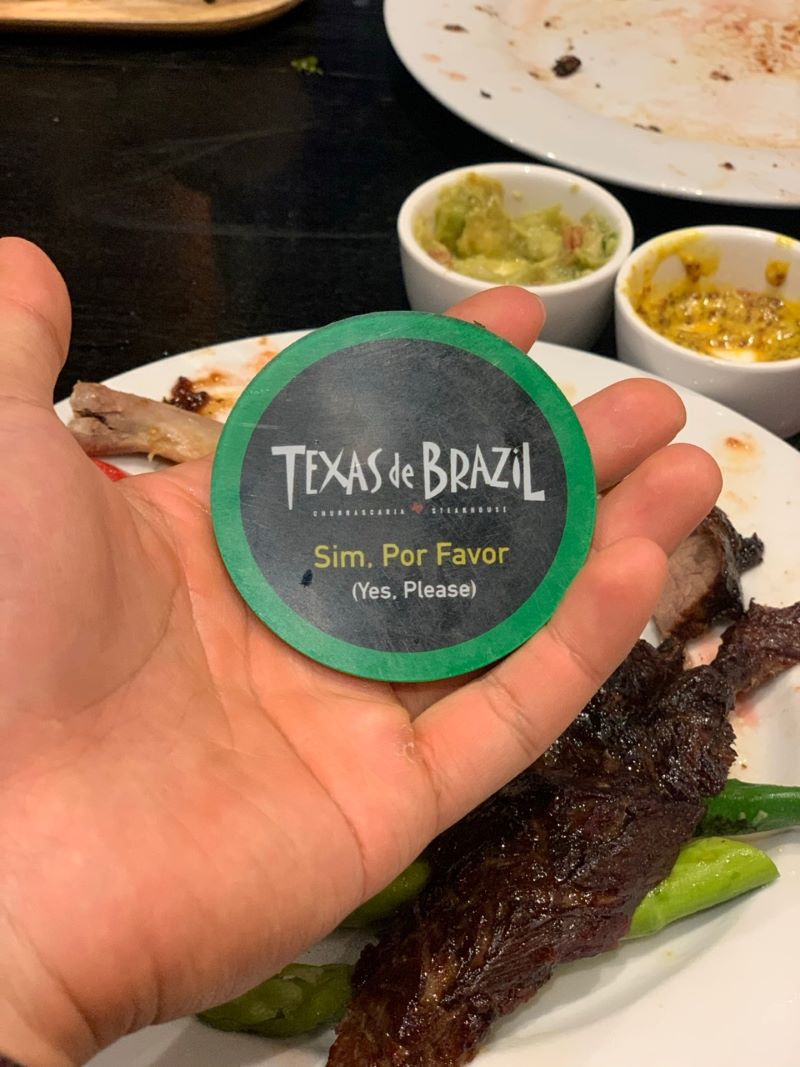 TEXAS de BRAZiL
CHURRASCARIA STEAKHOUSE
Sim, Por Favor
(Yes, Please)